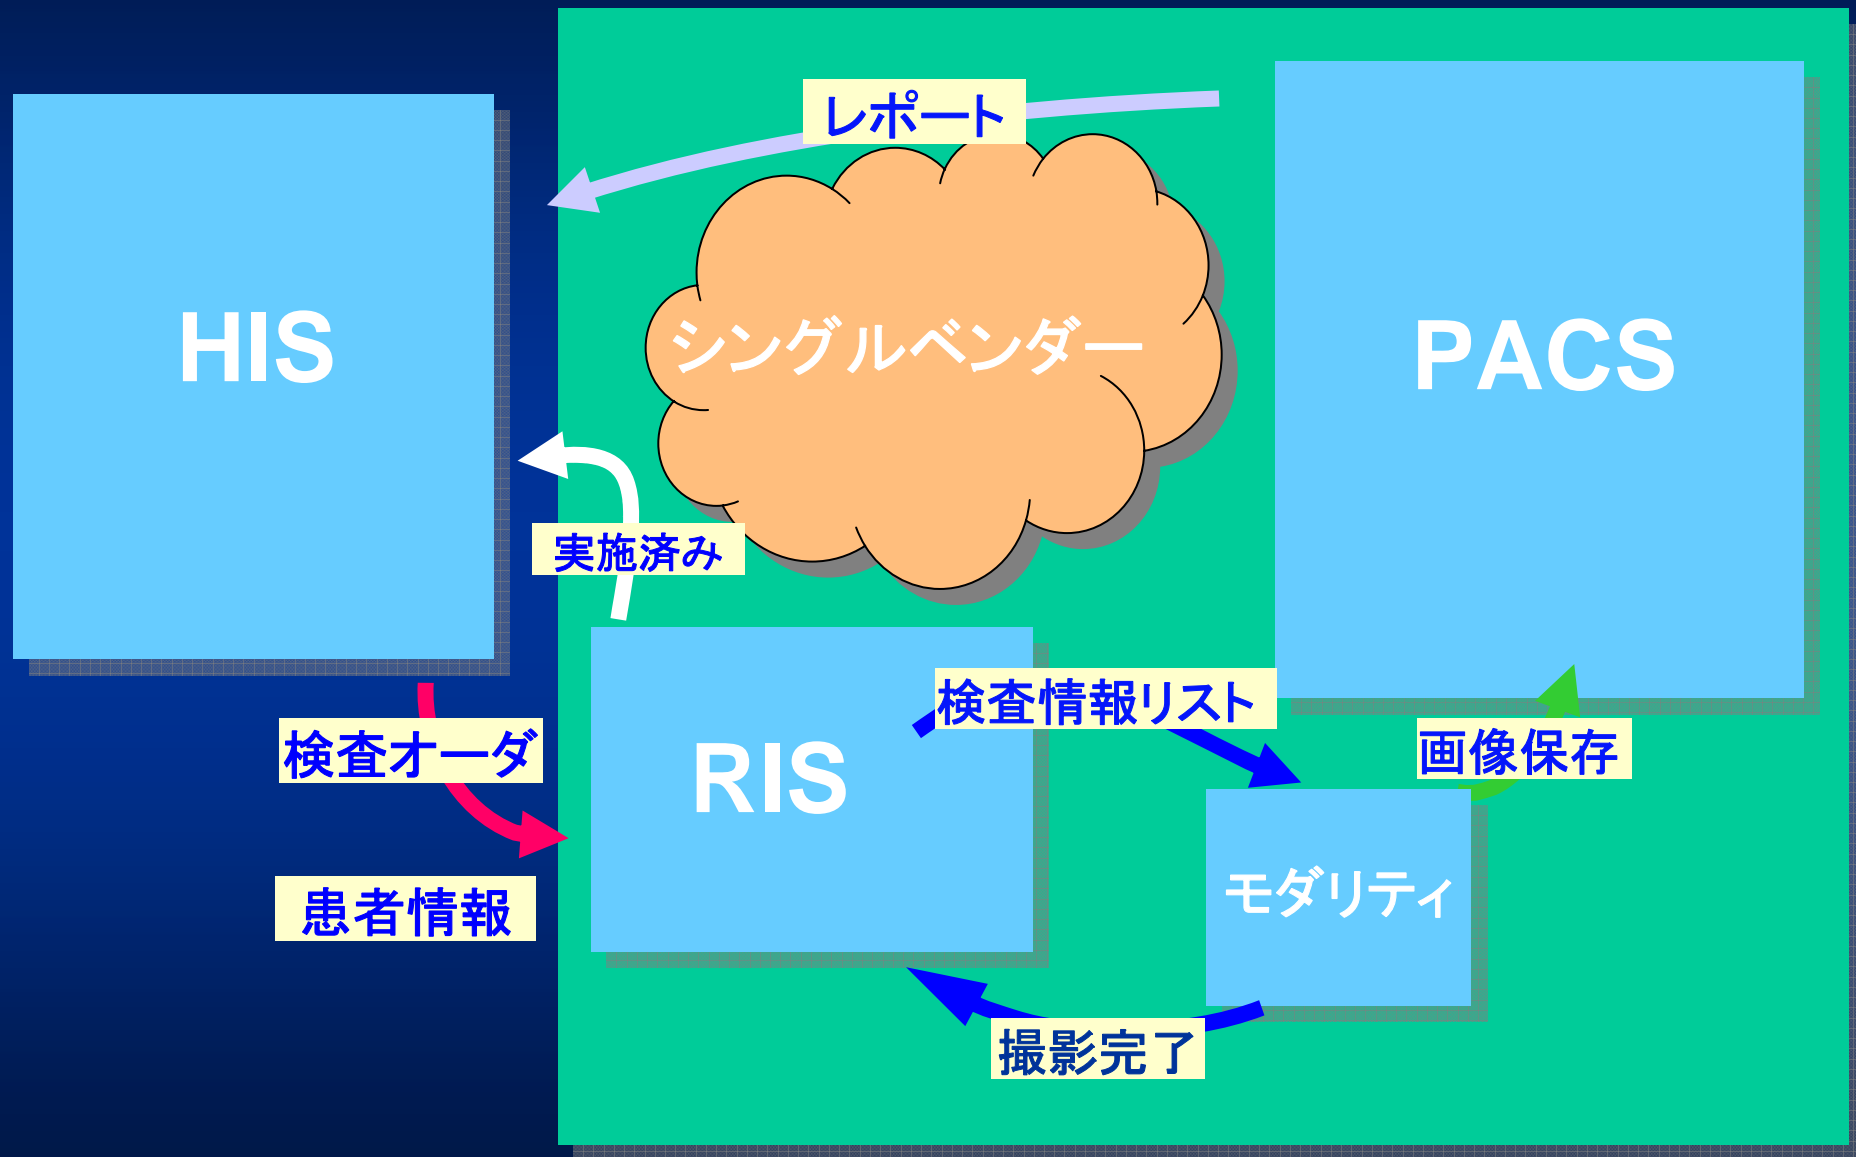 レポート
HIS
シングルベンダー
PACS
実施済み
検査情報リスト
検査オーダ
RIS
画像保存
モダリティ
患者情報
撮影完了